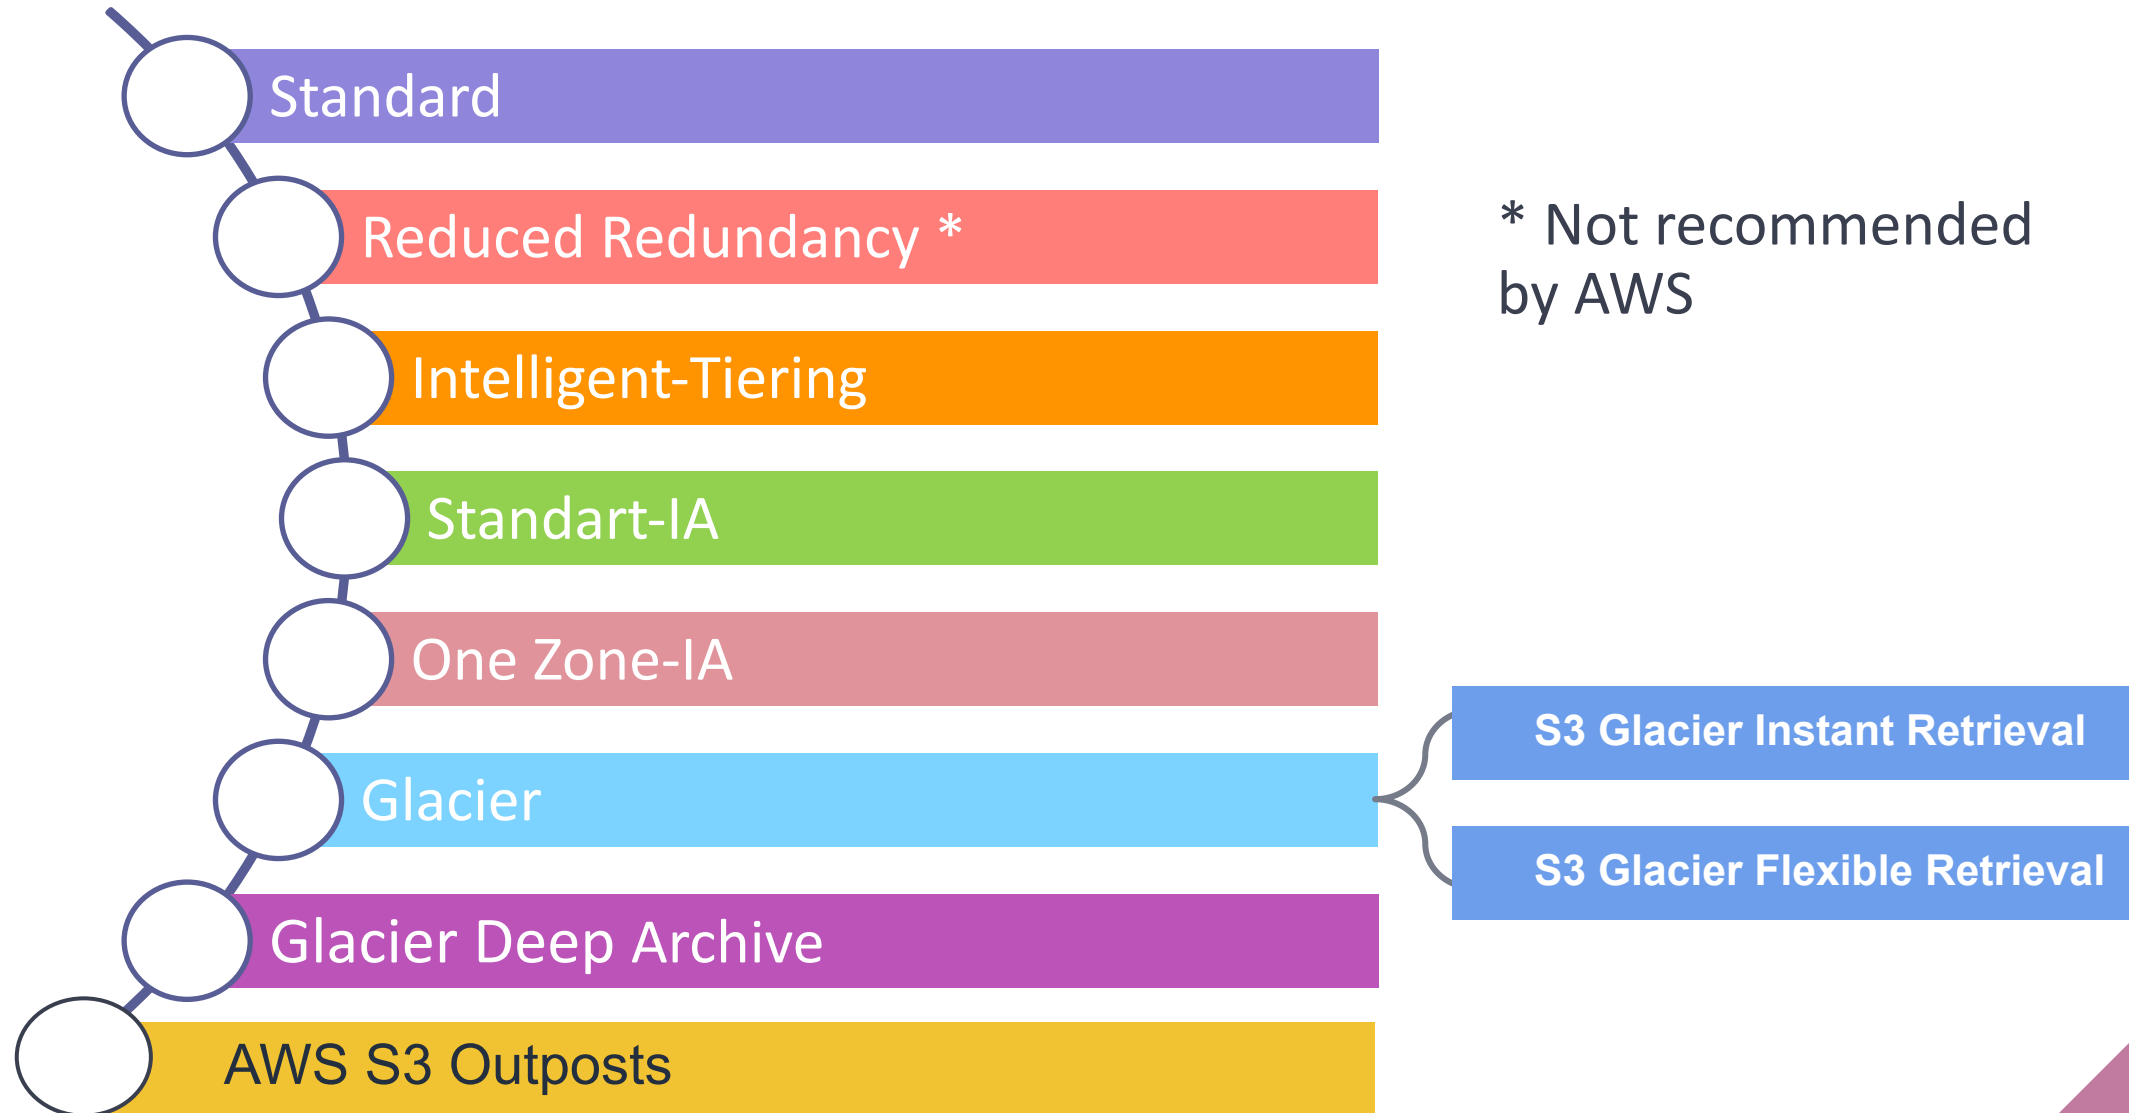 Standard
Reduced Redundancy *
* Not recommended
by AWS
Intelligent-Tiering
Standart-IA
One Zone-IA
Glacier
S3 Glacier Instant Retrieval
S3 Glacier Flexible Retrieval
Glacier Deep Archive
AWS S3 Outposts